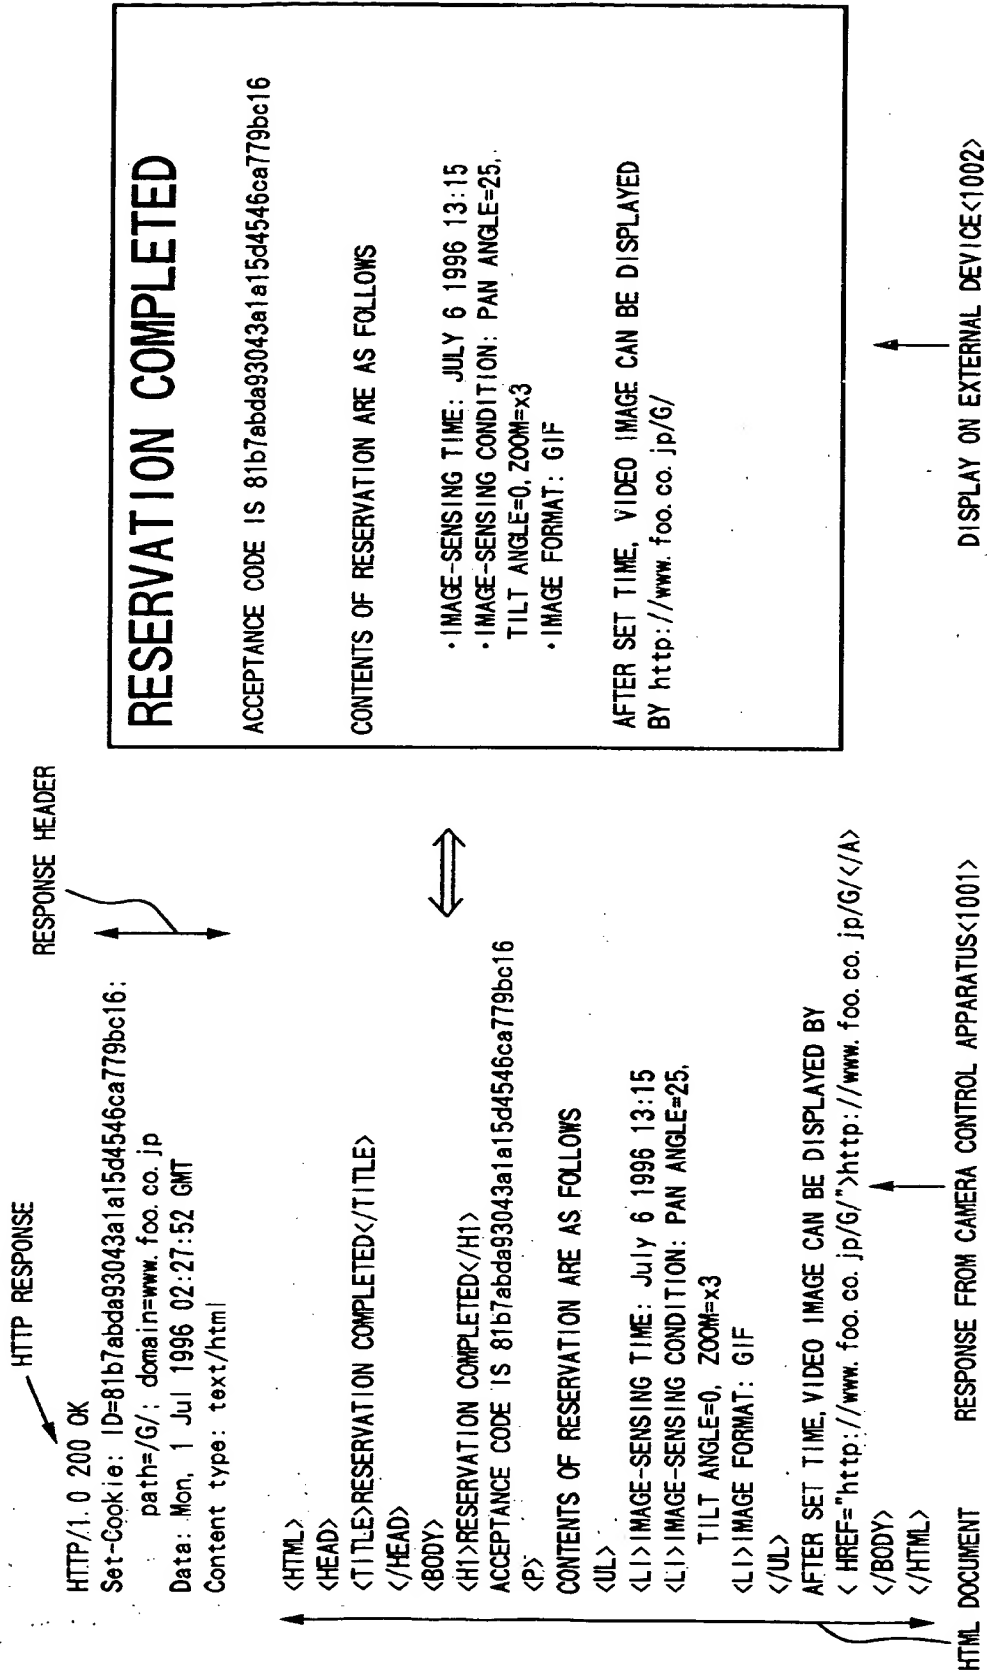 HTTP RESPONSE
RESPONSE HEADER
HTTP/1.0 200 OK
Set-Cookie: ID=81b7abda93043a1a15d4546ca779bc16:
path=/G/; domain=www.foo.co.jp
Data: Mon, 1 Jul 1996 02:27:52 GMT
Content type: text/html
<HTML>
<HEAD>
<TITLE>RESERVATION COMPLETED</TITLE>
</HEAD>
<BODY>
<H1>RESERVATION COMPLETED</H1>
ACCEPTANCE CODE IS 81b7abda93043a1a15d4546ca779bc16
<P>
CONTENTS OF RESERVATION ARE AS FOLLOWS
<UL>
<LI>IMAGE-SENSING TIME: July 6 1996 13:15
<LI>IMAGE-SENSING CONDITION: PAN ANGLE=25,
TILT ANGLE=0, ZOOM=x3
<LI>IMAGE FORMAT: GIF
</UL>
AFTER SET TIME, VIDEO IMAGE CAN BE DISPLAYED BY
< HREF="http://www.foo.co.jp/G/">http://www.foo.co.jp/G/</A>
</BODY>
</HTML>
HTML DOCUMENT
RESPONSE FROM CAMERA CONTROL APPARATUS<1001>
RESERVATION COMPLETED
ACCEPTANCE CODE IS 81b7abda93043a1a15d4546ca779bc16
CONTENTS OF RESERVATION ARE AS FOLLOWS
・IMAGE-SENSING TIME: JULY 6 1996 13:15
・IMAGE-SENSING CONDITION: PAN ANGLE=25,
TILT ANGLE=0, ZOOM=x3
・IMAGE FORMAT: GIF
AFTER SET TIME, VIDEO IMAGE CAN BE DISPLAYED
BY http://www.foo.co.jp/G/
DISPLAY ON EXTERNAL DEVICE<1002>